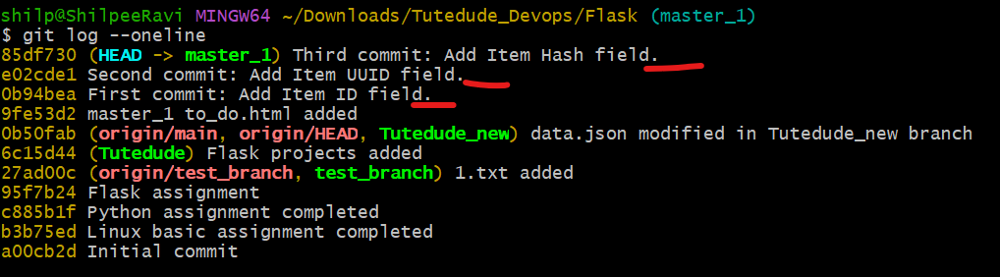 shilp@ShilpeeRavi MINGW64 ~/Downloads/Tutedude_Devops/Flask (master_1)
$ git log --oneline
85df730 (HEAD -> master_1) Third commit: Add Item Hash field.
e02cde1 Second commit: Add Item UUID field.
0b94bea First commit: Add Item ID field.
9fe53d2 master_1 to_do.html added
0b50fab (origin/main, origin/HEAD, Tutedude_new) data.json modified in Tutedude_new branch
6c15d44 (Tutedude) Flask projects added
27ad00c (origin/test_branch, test_branch) 1.txt added
95f7b24 Flask assignment
c885b1f Python assignment completed
b3b75ed Linux basic assignment completed
a00cb2d Initial commit